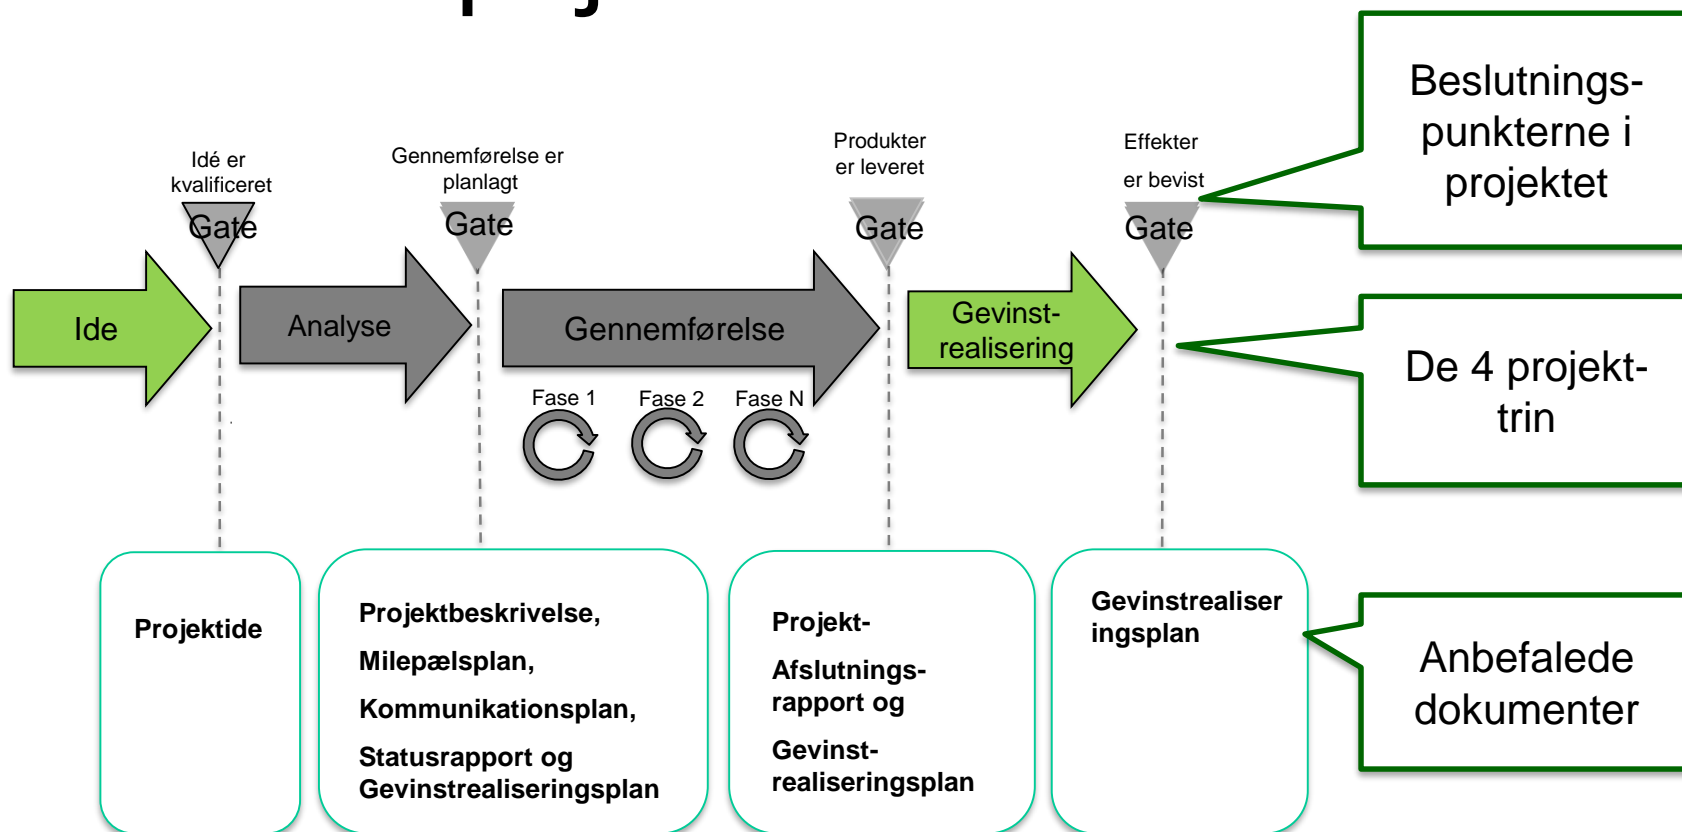 Beslutnings-
punkterne i
projektet
Idé er
kvalificeret
Gennemførelse er
planlagt
Produkter
er leveret
Effekter
er bevist
Gate
Gate
Gate
Gate
Ide
Analyse
Gennemførelse
Gevinst-
realisering
De 4 projekt-
trin
Fase 1
Fase 2
Fase N
Projektide
Projektbeskrivelse,
Milepælsplan,
Kommunikationsplan,
Statusrapport og
Gevinstrealiseringsplan
Projekt-
Afslutnings-
rapport og
Gevinst-
realiseringsplan
Gevinstrealiser
ingsplan
Anbefalede
dokumenter